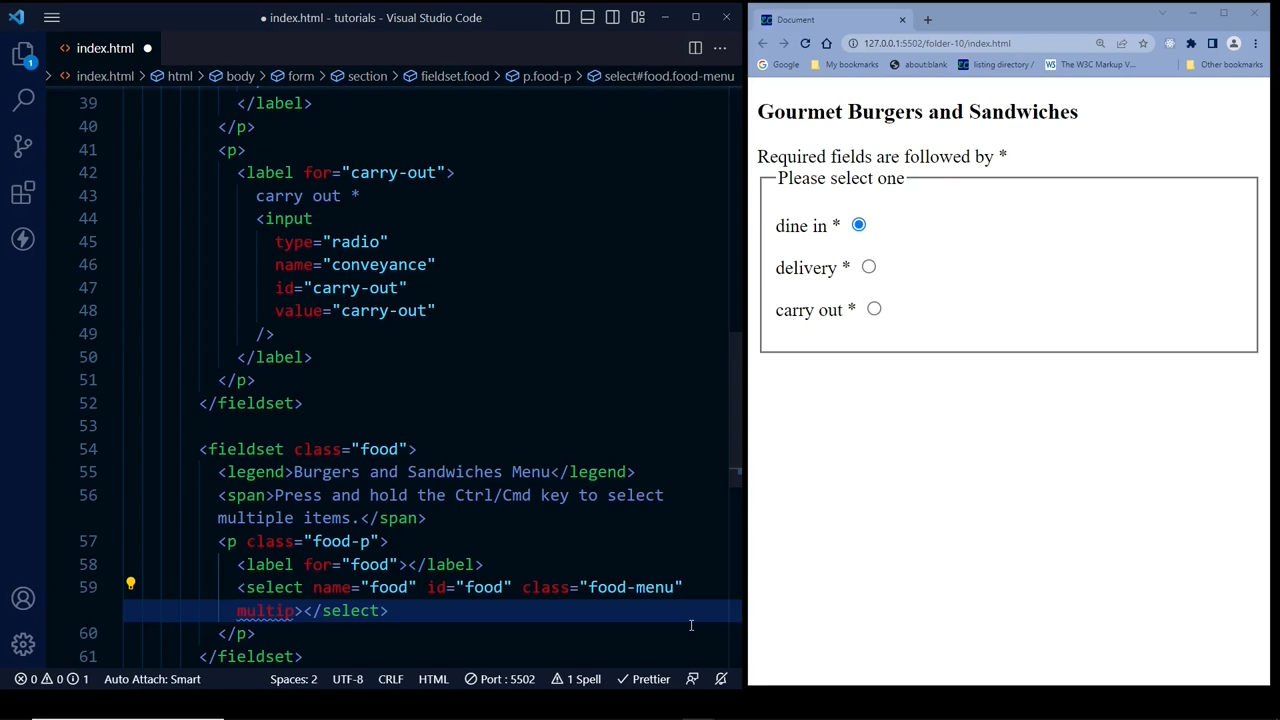 ● index.html - tutorials - Visual Studio Code
<> index.html ●
> <> index.html > html > body > form > section > fieldset.food > p.food-p > select#food.food-menu
39 </label>
40 </p>
41 <p>
42 <label for="carry-out">
43 carry out *
44 <input
45 type="radio"
46 name="conveyance"
47 id="carry-out"
48 value="carry-out"
49 />
50 </label>
51 </p>
52 </fieldset>
53
54 <fieldset class="food">
55 <legend>Burgers and Sandwiches Menu</legend>
56 <span>Press and hold the Ctrl/Cmd key to select
multiple items.</span>
57 <p class="food-p">
58 <label for="food"></label>
59 <select name="food" id="food" class="food-menu"
multip></select>
60 </p>
61 </fieldset>
1
0 0 1 Auto Attach: Smart Spaces: 2 UTF-8 CRLF HTML Port : 5502 1 Spell Prettier
Document
127.0.0.1:5502/folder-10/index.html
Google My bookmarks about:blank listing directory / The W3C Markup V... Other bookmarks
Gourmet Burgers and Sandwiches
Required fields are followed by *
Please select one
dine in *
delivery *
carry out *